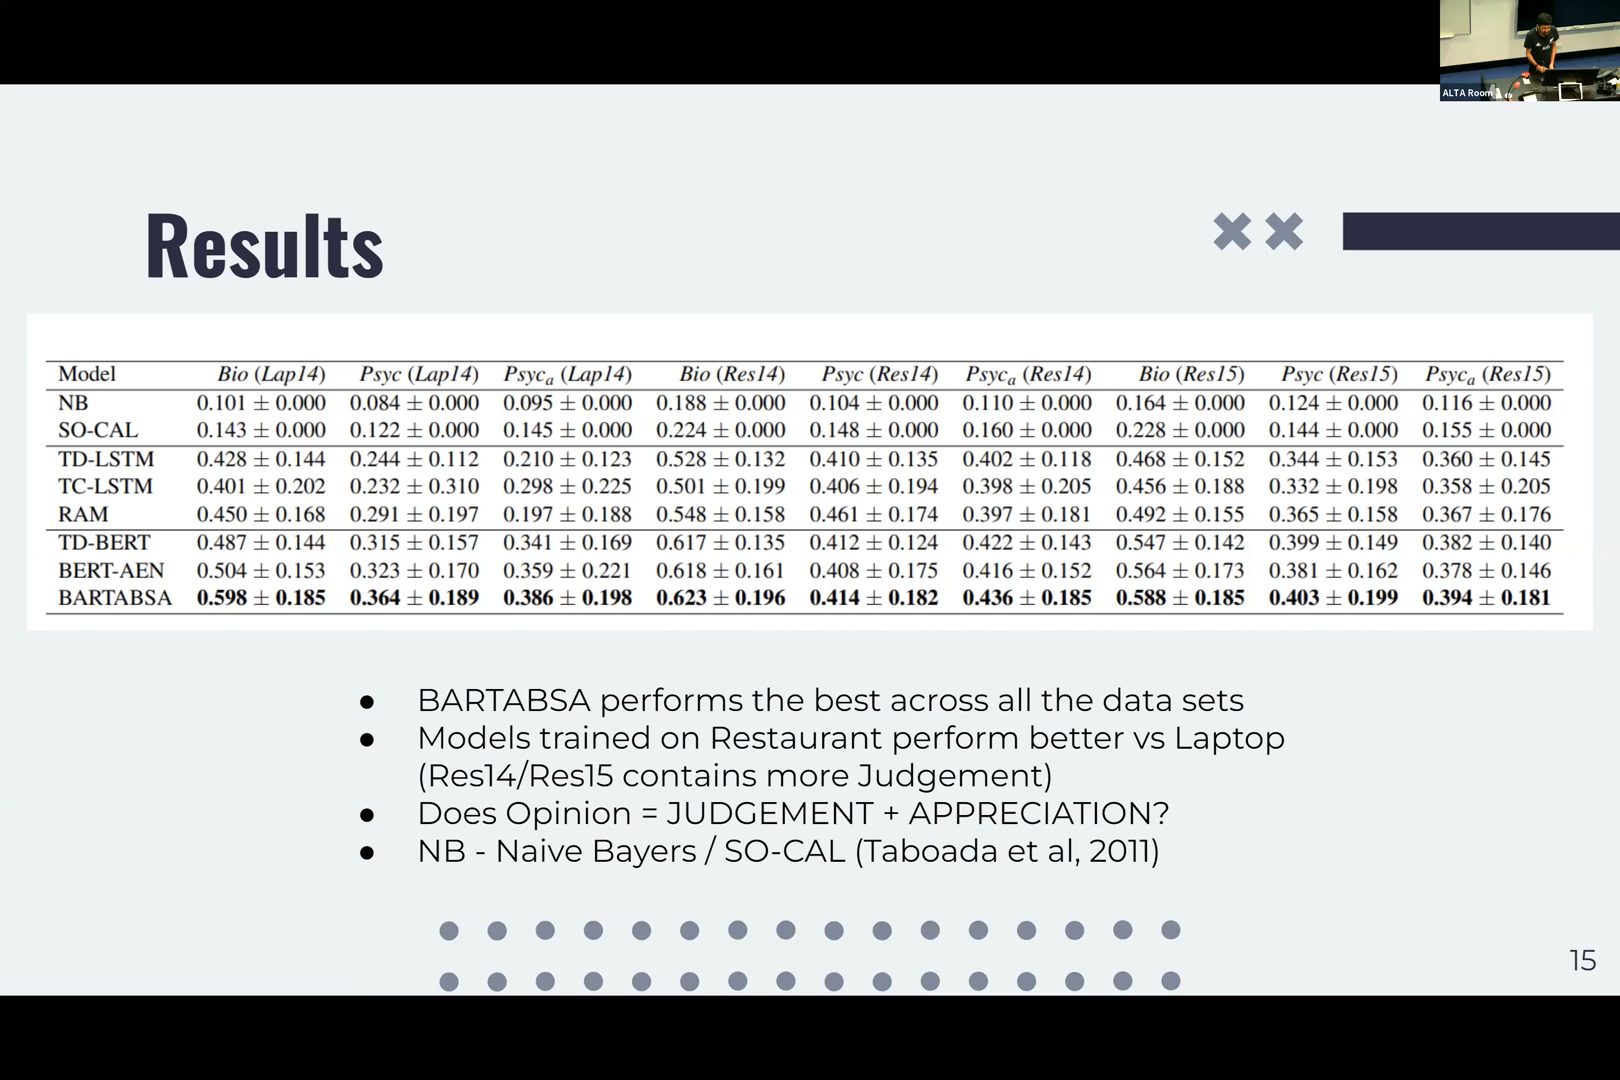 ALTA Room
Results
Model Bio (Lap14) Psyc (Lap14) Psycₐ (Lap14) Bio (Res14) Psyc (Res14) Psycₐ (Res14) Bio (Res15) Psyc (Res15) Psycₐ (Res15)
NB 0.101 ± 0.000 0.084 ± 0.000 0.095 ± 0.000 0.188 ± 0.000 0.104 ± 0.000 0.110 ± 0.000 0.164 ± 0.000 0.124 ± 0.000 0.116 ± 0.000
SO-CAL 0.143 ± 0.000 0.122 ± 0.000 0.145 ± 0.000 0.224 ± 0.000 0.148 ± 0.000 0.160 ± 0.000 0.228 ± 0.000 0.144 ± 0.000 0.155 ± 0.000
TD-LSTM 0.428 ± 0.144 0.244 ± 0.112 0.210 ± 0.123 0.528 ± 0.132 0.410 ± 0.135 0.402 ± 0.118 0.468 ± 0.152 0.344 ± 0.153 0.360 ± 0.145
TC-LSTM 0.401 ± 0.202 0.232 ± 0.310 0.298 ± 0.225 0.501 ± 0.199 0.406 ± 0.194 0.398 ± 0.205 0.456 ± 0.188 0.332 ± 0.198 0.358 ± 0.205
RAM 0.450 ± 0.168 0.291 ± 0.197 0.197 ± 0.188 0.548 ± 0.158 0.461 ± 0.174 0.397 ± 0.181 0.492 ± 0.155 0.365 ± 0.158 0.367 ± 0.176
TD-BERT 0.487 ± 0.144 0.315 ± 0.157 0.341 ± 0.169 0.617 ± 0.135 0.412 ± 0.124 0.422 ± 0.143 0.547 ± 0.142 0.399 ± 0.149 0.382 ± 0.140
BERT-AEN 0.504 ± 0.153 0.323 ± 0.170 0.359 ± 0.221 0.618 ± 0.161 0.408 ± 0.175 0.416 ± 0.152 0.564 ± 0.173 0.381 ± 0.162 0.378 ± 0.146
BARTABSA 0.598 ± 0.185 0.364 ± 0.189 0.386 ± 0.198 0.623 ± 0.196 0.414 ± 0.182 0.436 ± 0.185 0.588 ± 0.185 0.403 ± 0.199 0.394 ± 0.181
● BARTABSA performs the best across all the data sets
● Models trained on Restaurant perform better vs Laptop
(Res14/Res15 contains more Judgement)
● Does Opinion = JUDGEMENT + APPRECIATION?
● NB - Naive Bayers / SO-CAL (Taboada et al, 2011)
15